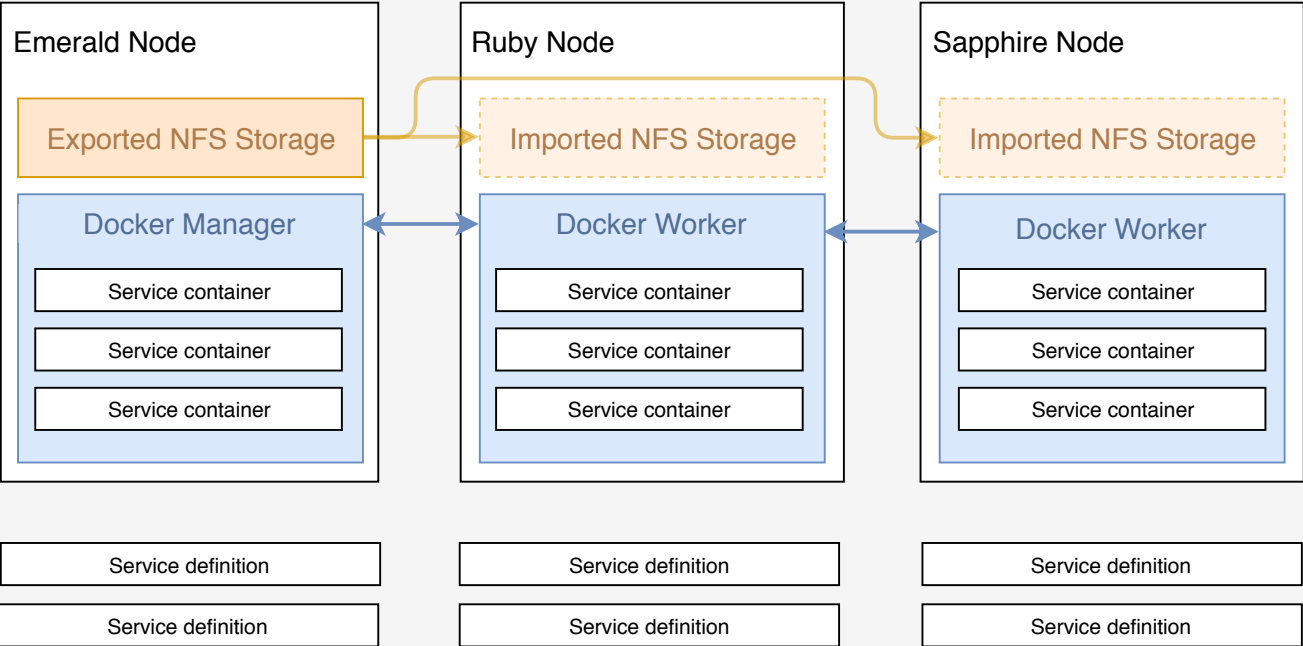 Emerald Node
Ruby Node
Sapphire Node
Exported NFS Storage
Imported NFS Storage
Imported NFS Storage
Docker Manager
Docker Worker
Docker Worker
Service container
Service container
Service container
Service container
Service container
Service container
Service container
Service container
Service container
Service definition
Service definition
Service definition
Service definition
Service definition
Service definition